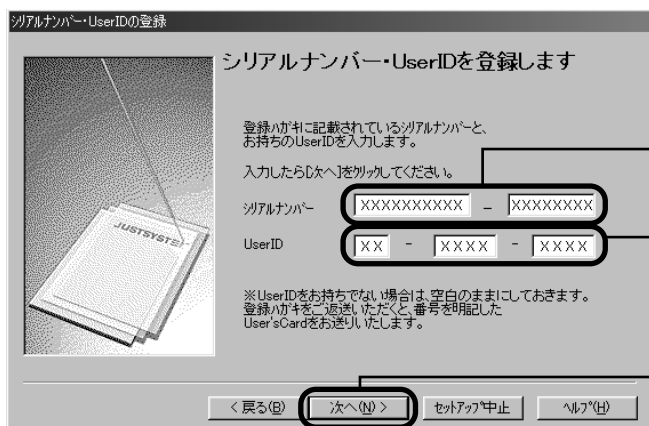 シリアルナンバー・UserIDの登録
シリアルナンバー・UserIDを登録します
登録ハガキに記載されているシリアルナンバーと、
お持ちのUserIDを入力します。
入力したら[次へ]をクリックしてください。
シリアルナンバー XXXXXXXXXX - XXXXXXXX
JUSTSYSTE
UserID XX - XXXX - XXXX
※UserIDをお持ちでない場合は、空白のままにしておきます。
登録ハガキをご返送いただくと、番号を明記した
User'sCardをお送りいたします。
<戻る(B) 次へ(N)> セットアップ中止 ヘルプ(H)